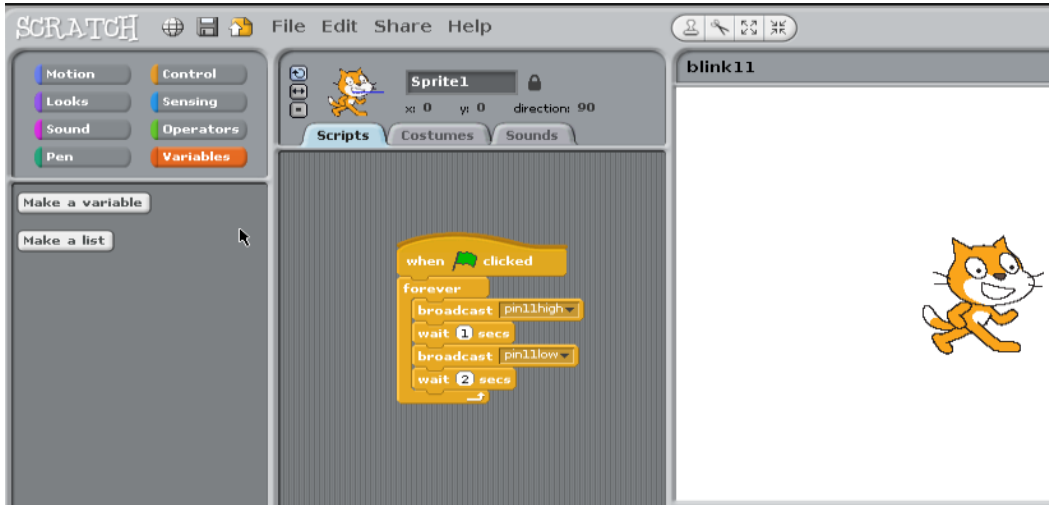 SCRATCH File Edit Share Help
Motion Control
Looks Sensing
Sound Operators
Pen Variables
Make a variable
Make a list
Sprite1
x: 0 y: 0 direction: 90
Scripts Costumes Sounds
when clicked
forever
broadcast pin11high
wait 1 secs
broadcast pin11low
wait 2 secs
blink11